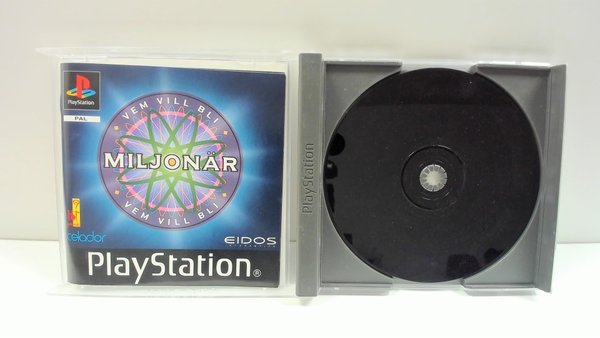 PlayStation
PAL
VEM VILL BLI
MILJONÄR
VEM VILL BLI
celador
EIDOS
PlayStation®
PlayStation